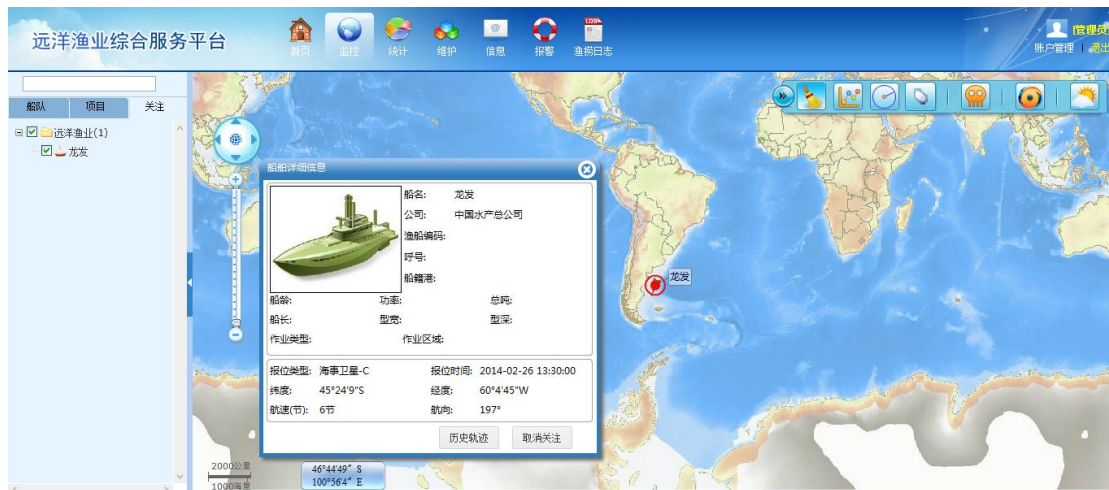 远洋渔业综合服务平台
首页 监控 统计 维护 信息 报警 渔捞日志
LOG
[管理员
账户管理 | 退出
船队 项目 关注
远洋渔业(1)
龙发
船舶详细信息
船名: 龙发
公司: 中国水产总公司
渔船编码:
呼号:
船籍港:
船龄: 功率: 总吨:
船长: 型宽: 型深:
作业类型: 作业区域:
报位类型: 海事卫星-C 报位时间: 2014-02-26 13:30:00
纬度: 45°24'9"S 经度: 60°4'45"W
航速(节): 6节 航向: 197°
历史轨迹 取消关注
龙发
2000公里
1000海里
46°44'49" S
100°56'4" E